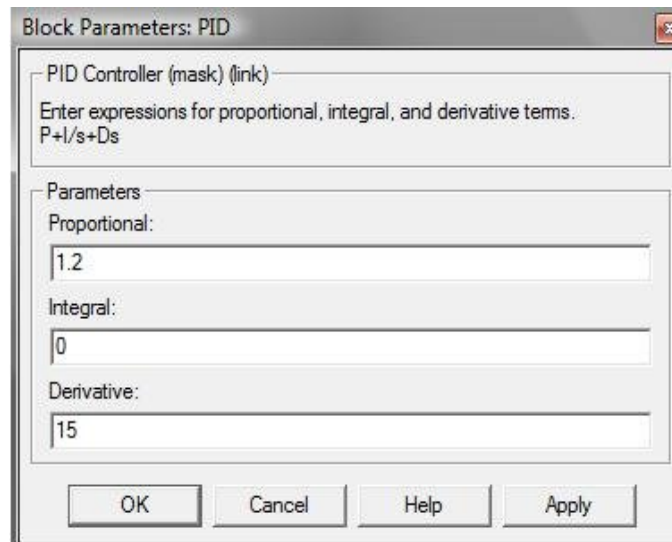 Block Parameters: PID
PID Controller (mask) (link)
Enter expressions for proportional, integral, and derivative terms.
P+I/s+Ds
Parameters
Proportional:
1.2
Integral:
0
Derivative:
15
OK Cancel Help Apply